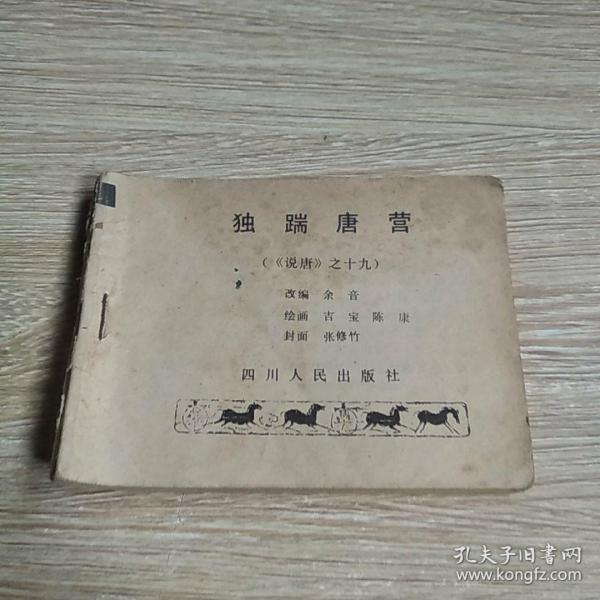 独踹唐营
(《说唐》之十九)
改编 余音
绘画 吉宝 陈康
封面 张修竹
四川人民出版社
孔夫子旧书网
www.kongfz.com